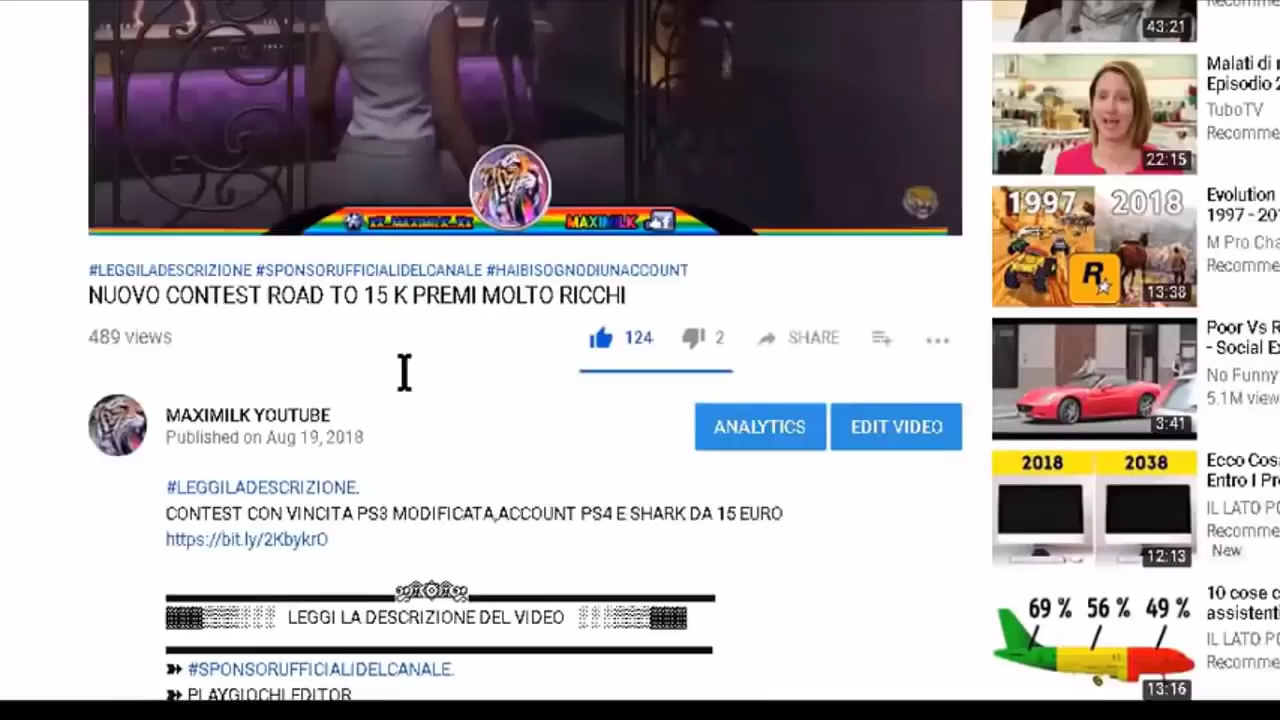 XX_MAXIMILK_XX
MAXIMILK
#LEGGILADESCRIZIONE #SPONSORUFFICIALIDELCANALE #HAIBISOGNODIUNACCOUNT
NUOVO CONTEST ROAD TO 15 K PREMI MOLTO RICCHI
489 views
124
2
SHARE
MAXIMILK YOUTUBE
Published on Aug 19, 2018
ANALYTICS
EDIT VIDEO
#LEGGILADESCRIZIONE.
CONTEST CON VINCITA PS3 MODIFICATA,ACCOUNT PS4 E SHARK DA 15 EURO
https://bit.ly/2KbykrO
LEGGI LA DESCRIZIONE DEL VIDEO
#SPONSORUFFICIALIDELCANALE.
PLAYGIOCHI EDITOR
43:21
Malati di
Episodio 2
TuboTV
Recomme
22:15
1997 2018
R
13:38
Evolution
1997 - 20
M Pro Cha
Recomme
Poor Vs R
- Social E
No Funny
5.1M view
3:41
2018 2038
12:13
Ecco Cos
Entro I Pr
IL LATO PO
Recomme
New
69 % 56 % 49 %
13:16
10 cose c
assistenti
IL LATO PO
Recomme